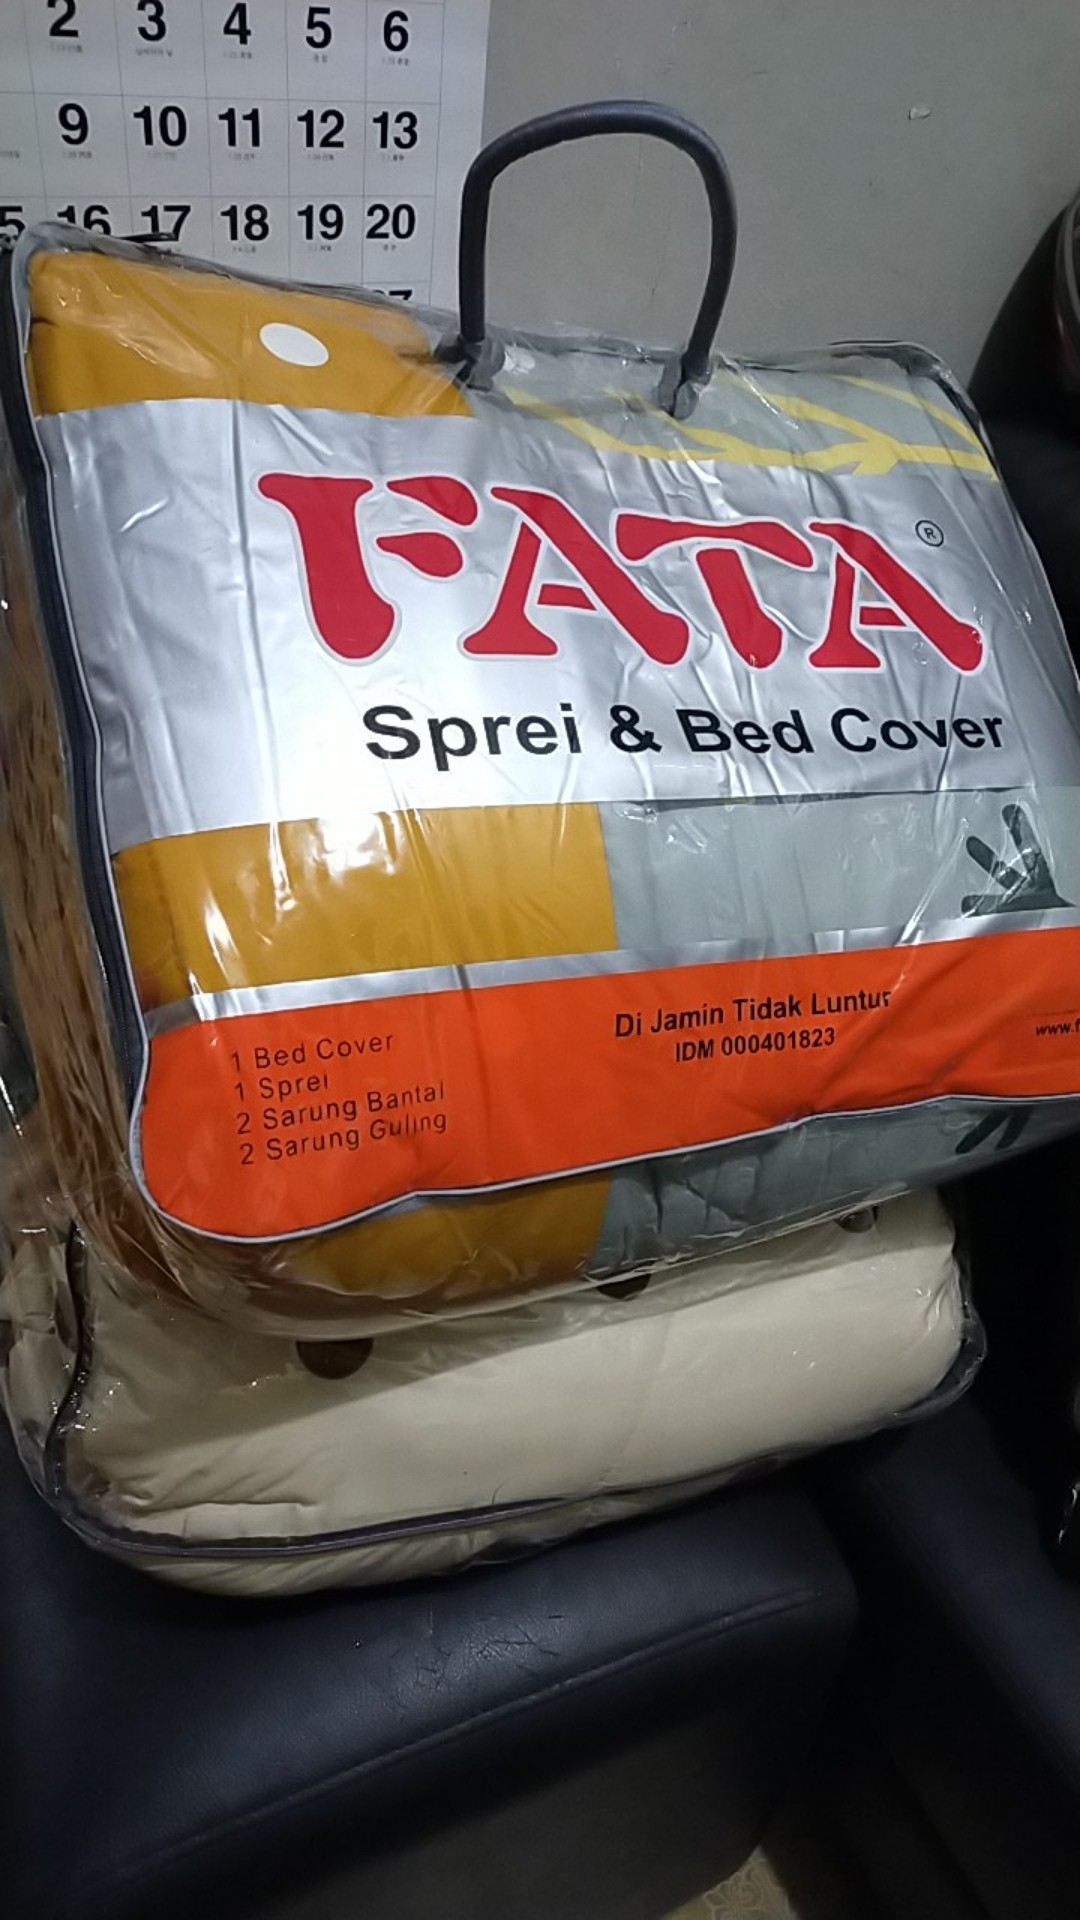 2 3 4 5 6
9 10 11 12 13
16 17 18 19 20
FATA ®
Sprei & Bed Cover
1 Bed Cover
1 Sprei
2 Sarung Bantal
2 Sarung Guling
Di Jamin Tidak Luntur
IDM 000401823